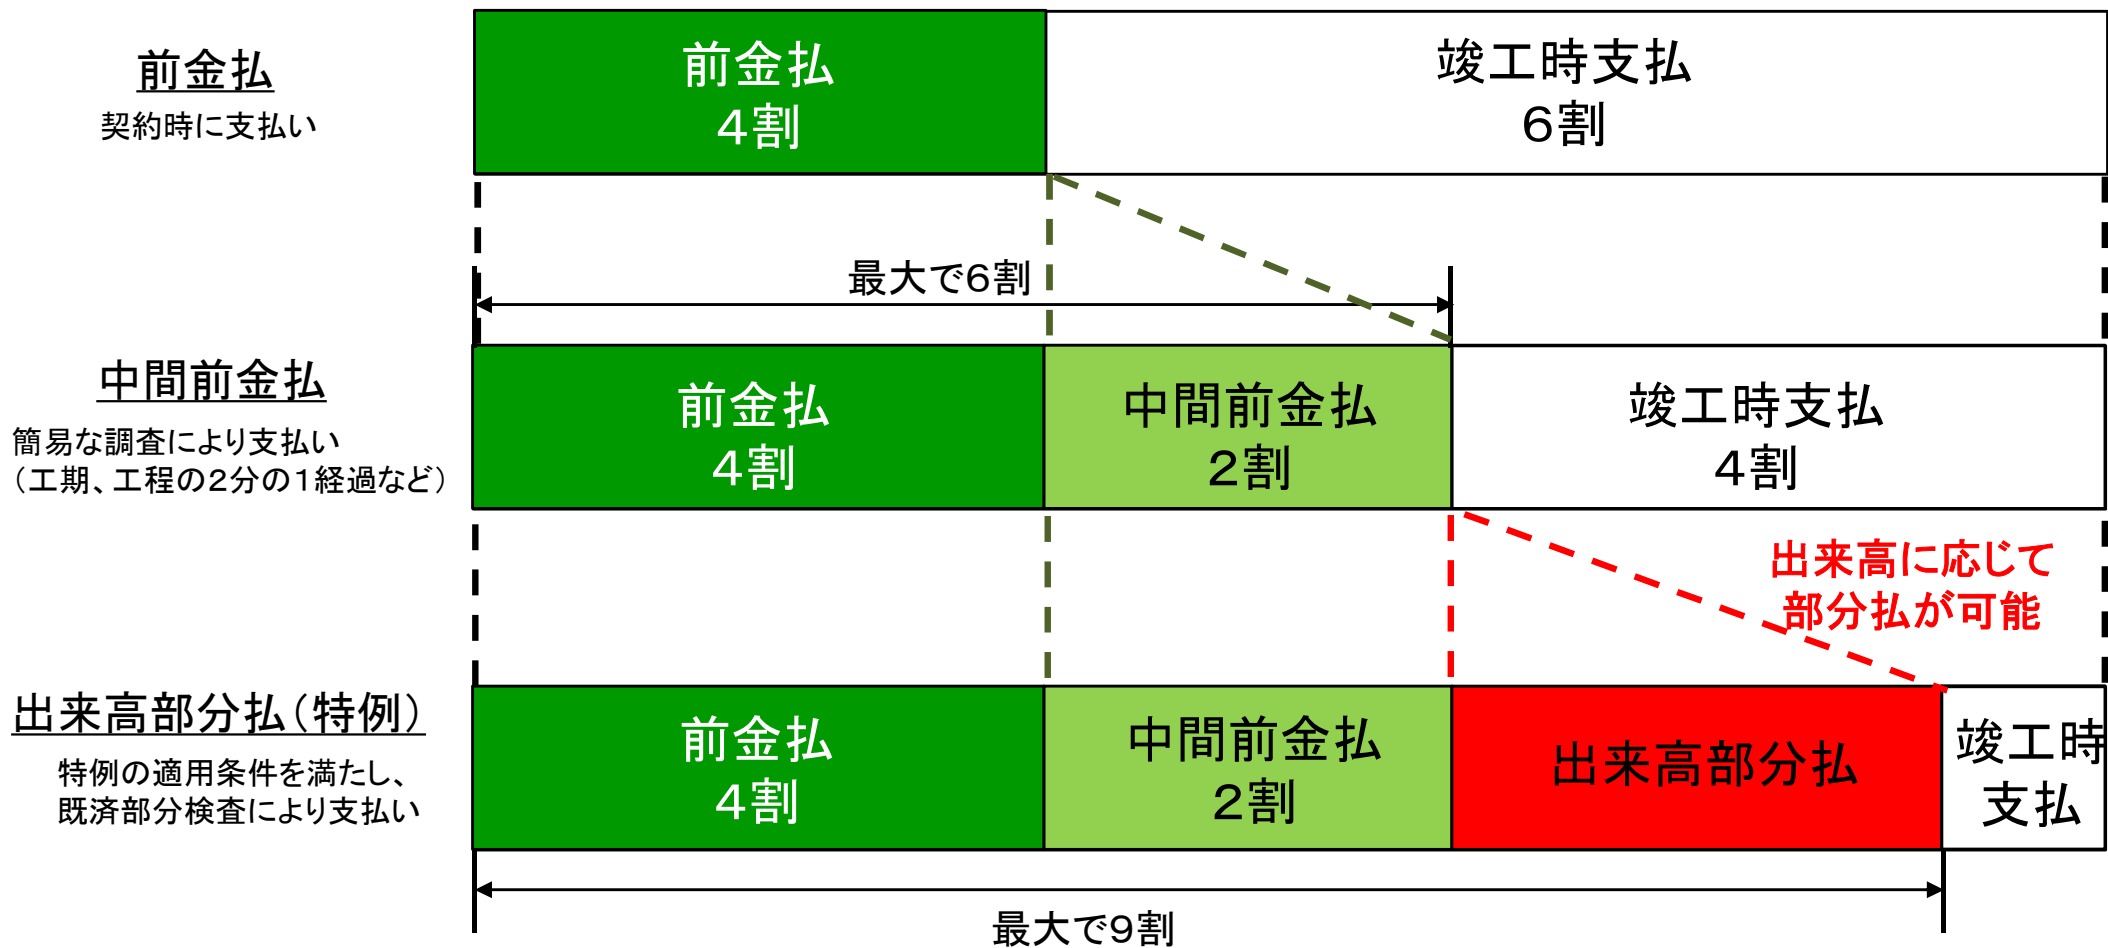 前金払
契約時に支払い
前金払
4割
竣工時支払
6割
最大で6割
中間前金払
簡易な調査により支払い
（工期、工程の2分の1経過など）
前金払
4割
中間前金払
2割
竣工時支払
4割
出来高に応じて
部分払が可能
出来高部分払（特例）
特例の適用条件を満たし、
既済部分検査により支払い
前金払
4割
中間前金払
2割
出来高部分払
竣工時
支払
最大で9割